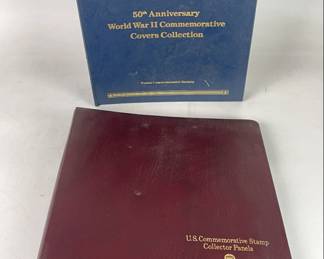 50th Anniversary
World War II Commemorative
Covers Collection
U.S. Commemorative Stamp
Collector Panels